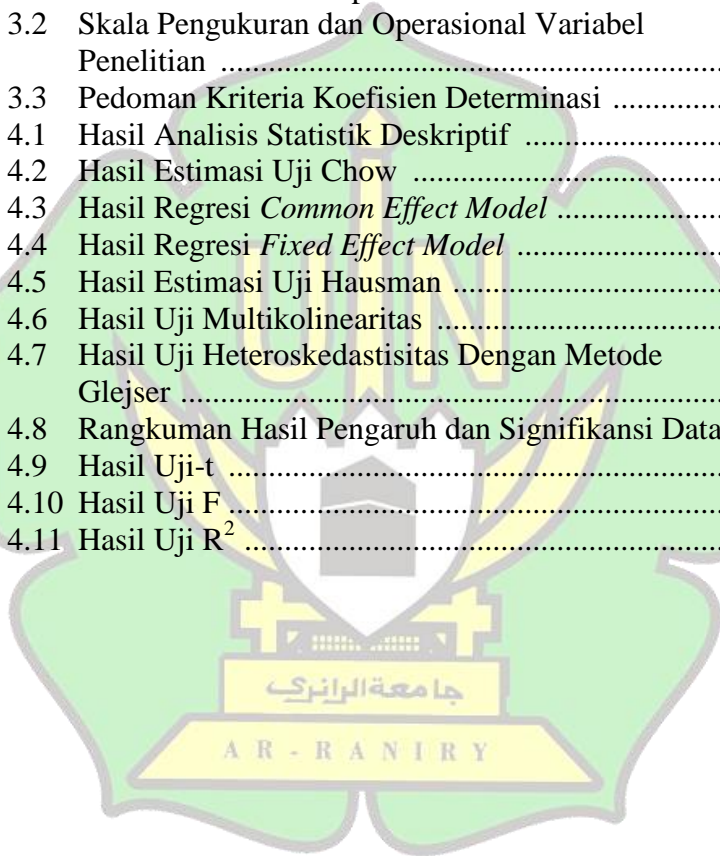 3.2 Skala Pengukuran dan Operasional Variabel
Penelitian ........................................................
3.3 Pedoman Kriteria Koefisien Determinasi .............
4.1 Hasil Analisis Statistik Deskriptif ......................
4.2 Hasil Estimasi Uji Chow ....................................
4.3 Hasil Regresi Common Effect Model ..................
4.4 Hasil Regresi Fixed Effect Model .......................
4.5 Hasil Estimasi Uji Hausman ...............................
4.6 Hasil Uji Multikolinearitas .................................
4.7 Hasil Uji Heteroskedastisitas Dengan Metode
Glejser ..............................................................
4.8 Rangkuman Hasil Pengaruh dan Signifikansi Data
4.9 Hasil Uji-t ........................................................
4.10 Hasil Uji F .......................................................
4.11 Hasil Uji R² .....................................................
UIN
جامعة الرانري
AR-RANIRY